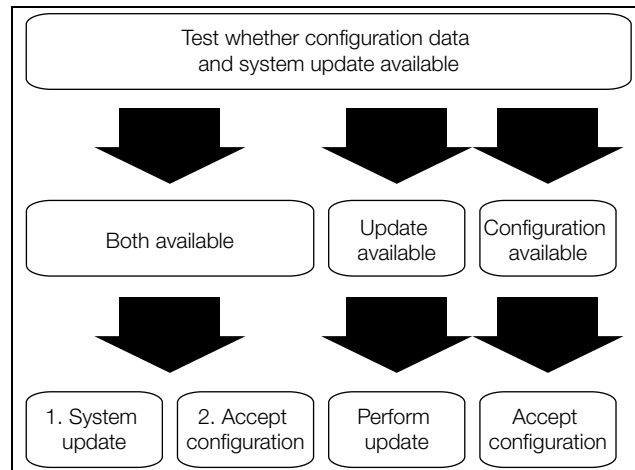 Test whether configuration data
and system update available
Both available
Update
available
Configuration
available
1. System
update
2. Accept
configuration
Perform
update
Accept
configuration